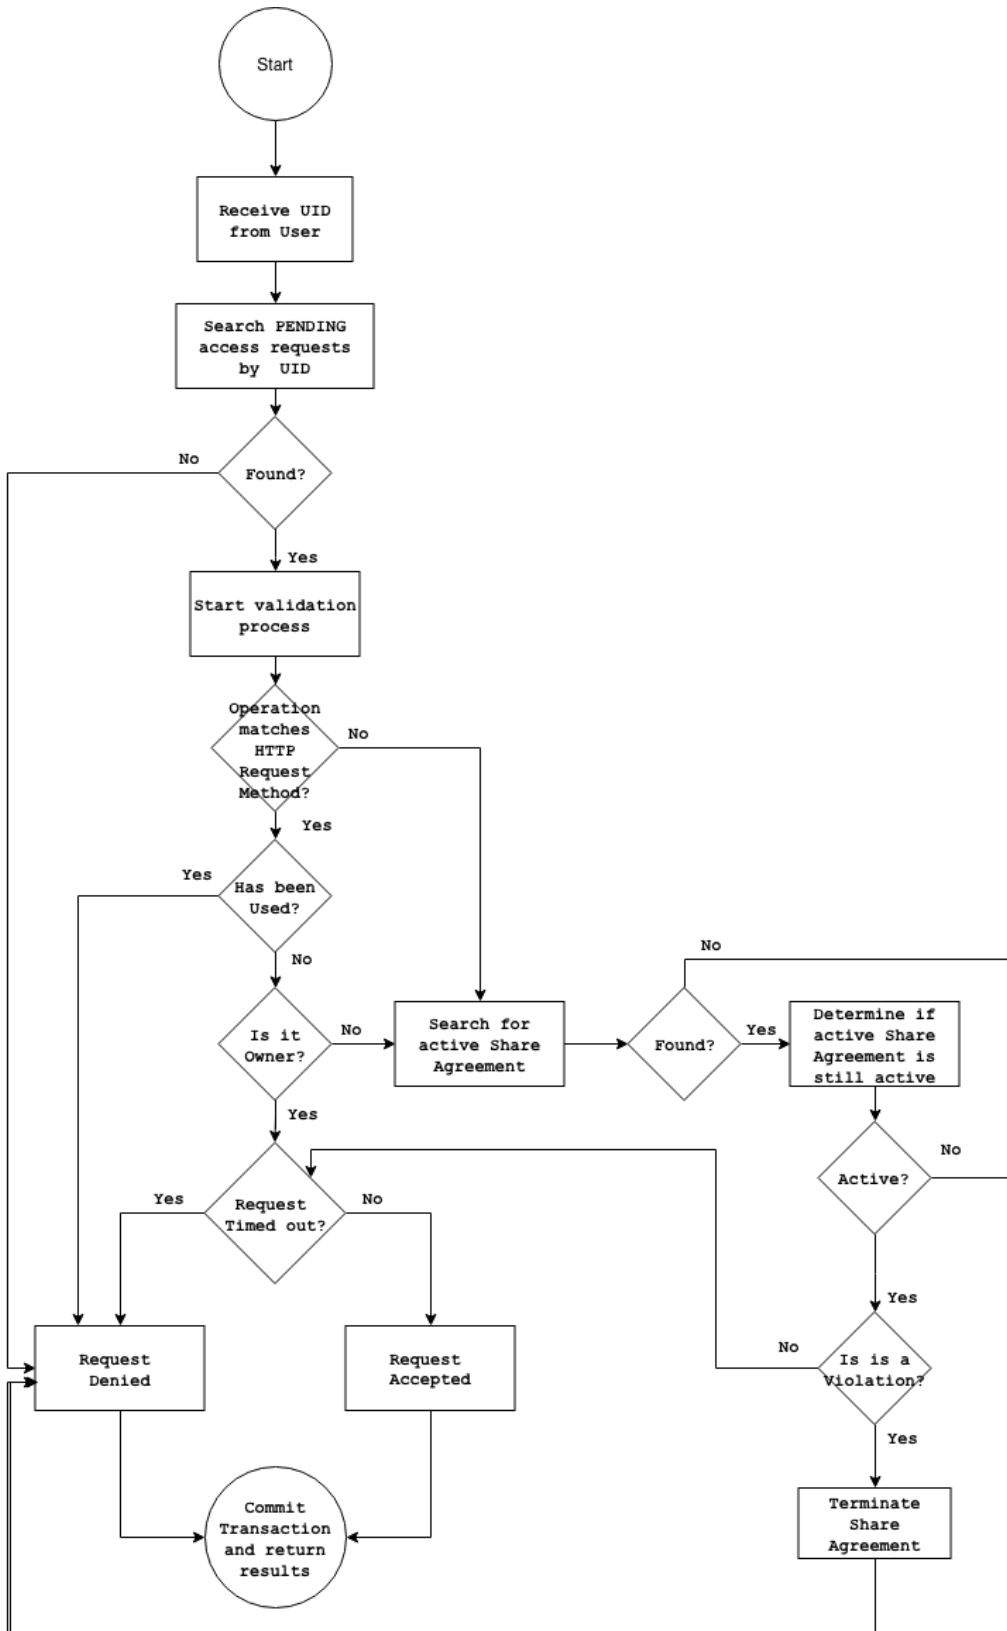 Start
Receive UID
from User
Search PENDING
access requests
by UID
No
Found?
Yes
Start validation
process
Operation
matches
HTTP
Request
Method?
No
Yes
Yes
Has been
Used?
No
Is it
Owner?
No
Search for
active Share
Agreement
Found?
No
Yes
Determine if
active Share
Agreement is
still active
Yes
Request
Timed out?
Yes
No
Active?
No
Yes
Is is a
Violation?
No
Yes
Request
Denied
Request
Accepted
Commit
Transaction
and return
results
Terminate
Share
Agreement